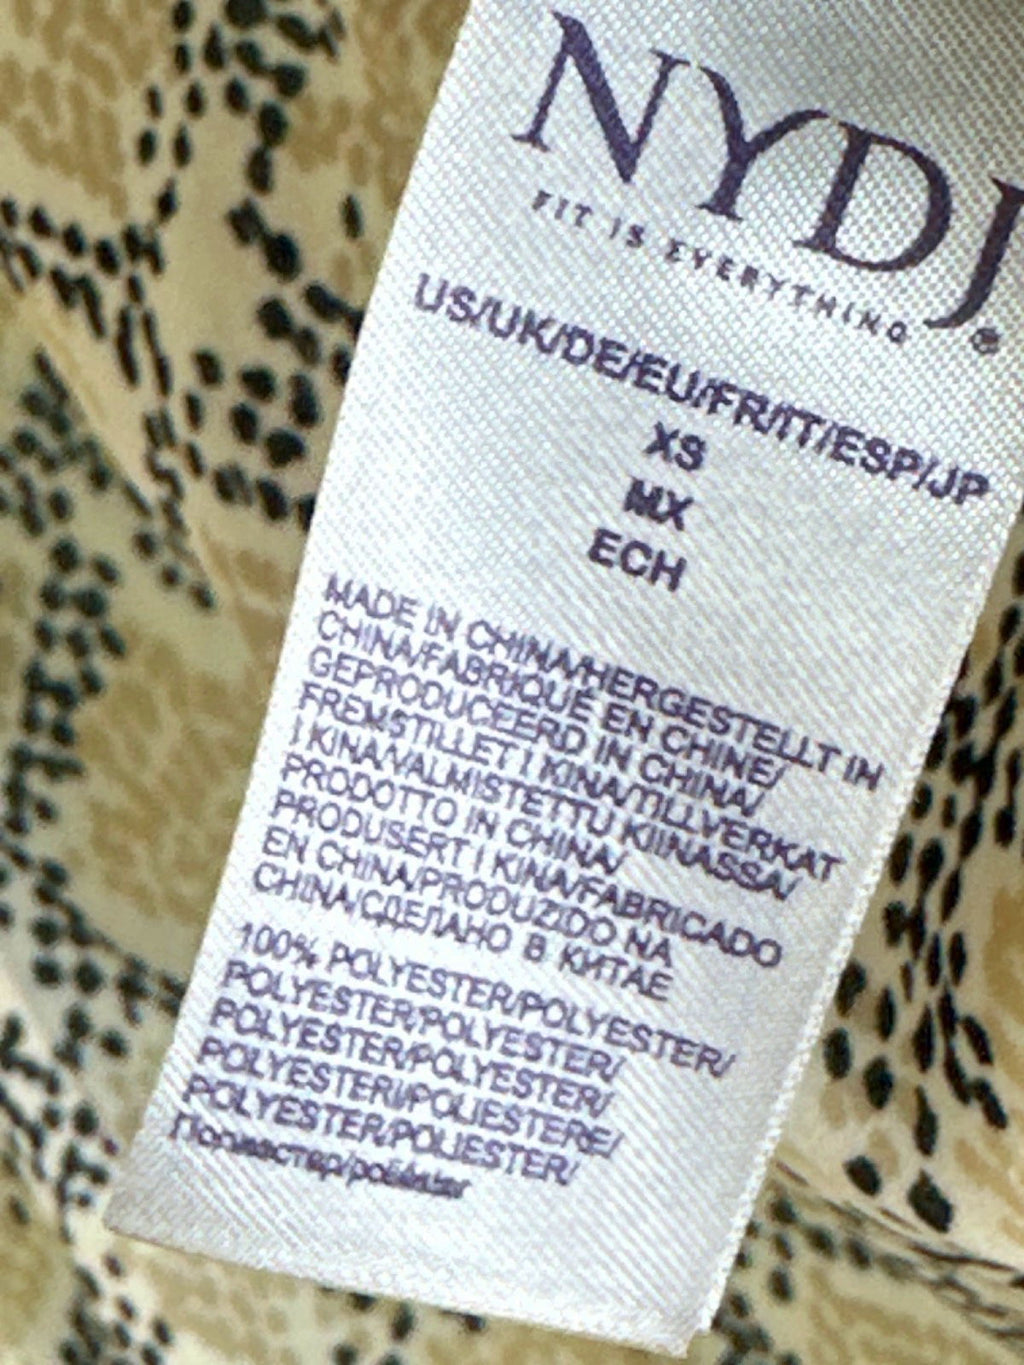 NYDJ®
FIT IS EVERYTHING
US/UK/DE/EU/FR/IT/ESP/JP
XS
MX
ECH
MADE IN CHINA/HERGESTELLT IN
CHINA/FABRIQUÉ EN CHINE/
GEPRODUCEERD IN CHINA/
FREMSTILLET I KINA/TILLVERKAT
I KINA/VALMISTETTU KIINASSA/
PRODOTTO IN CHINA/
PRODUSERT I KINA/FABRICADO
EN CHINA/PRODUZIDO NA
CHINA/СДЕЛАНО В КИТАЕ
100% POLYESTER/POLYESTER/
POLYESTER/POLYESTER/
POLYESTER/POLYESTER/
POLYESTERI/POLIESTERE/
POLYESTER/POLIESTER/